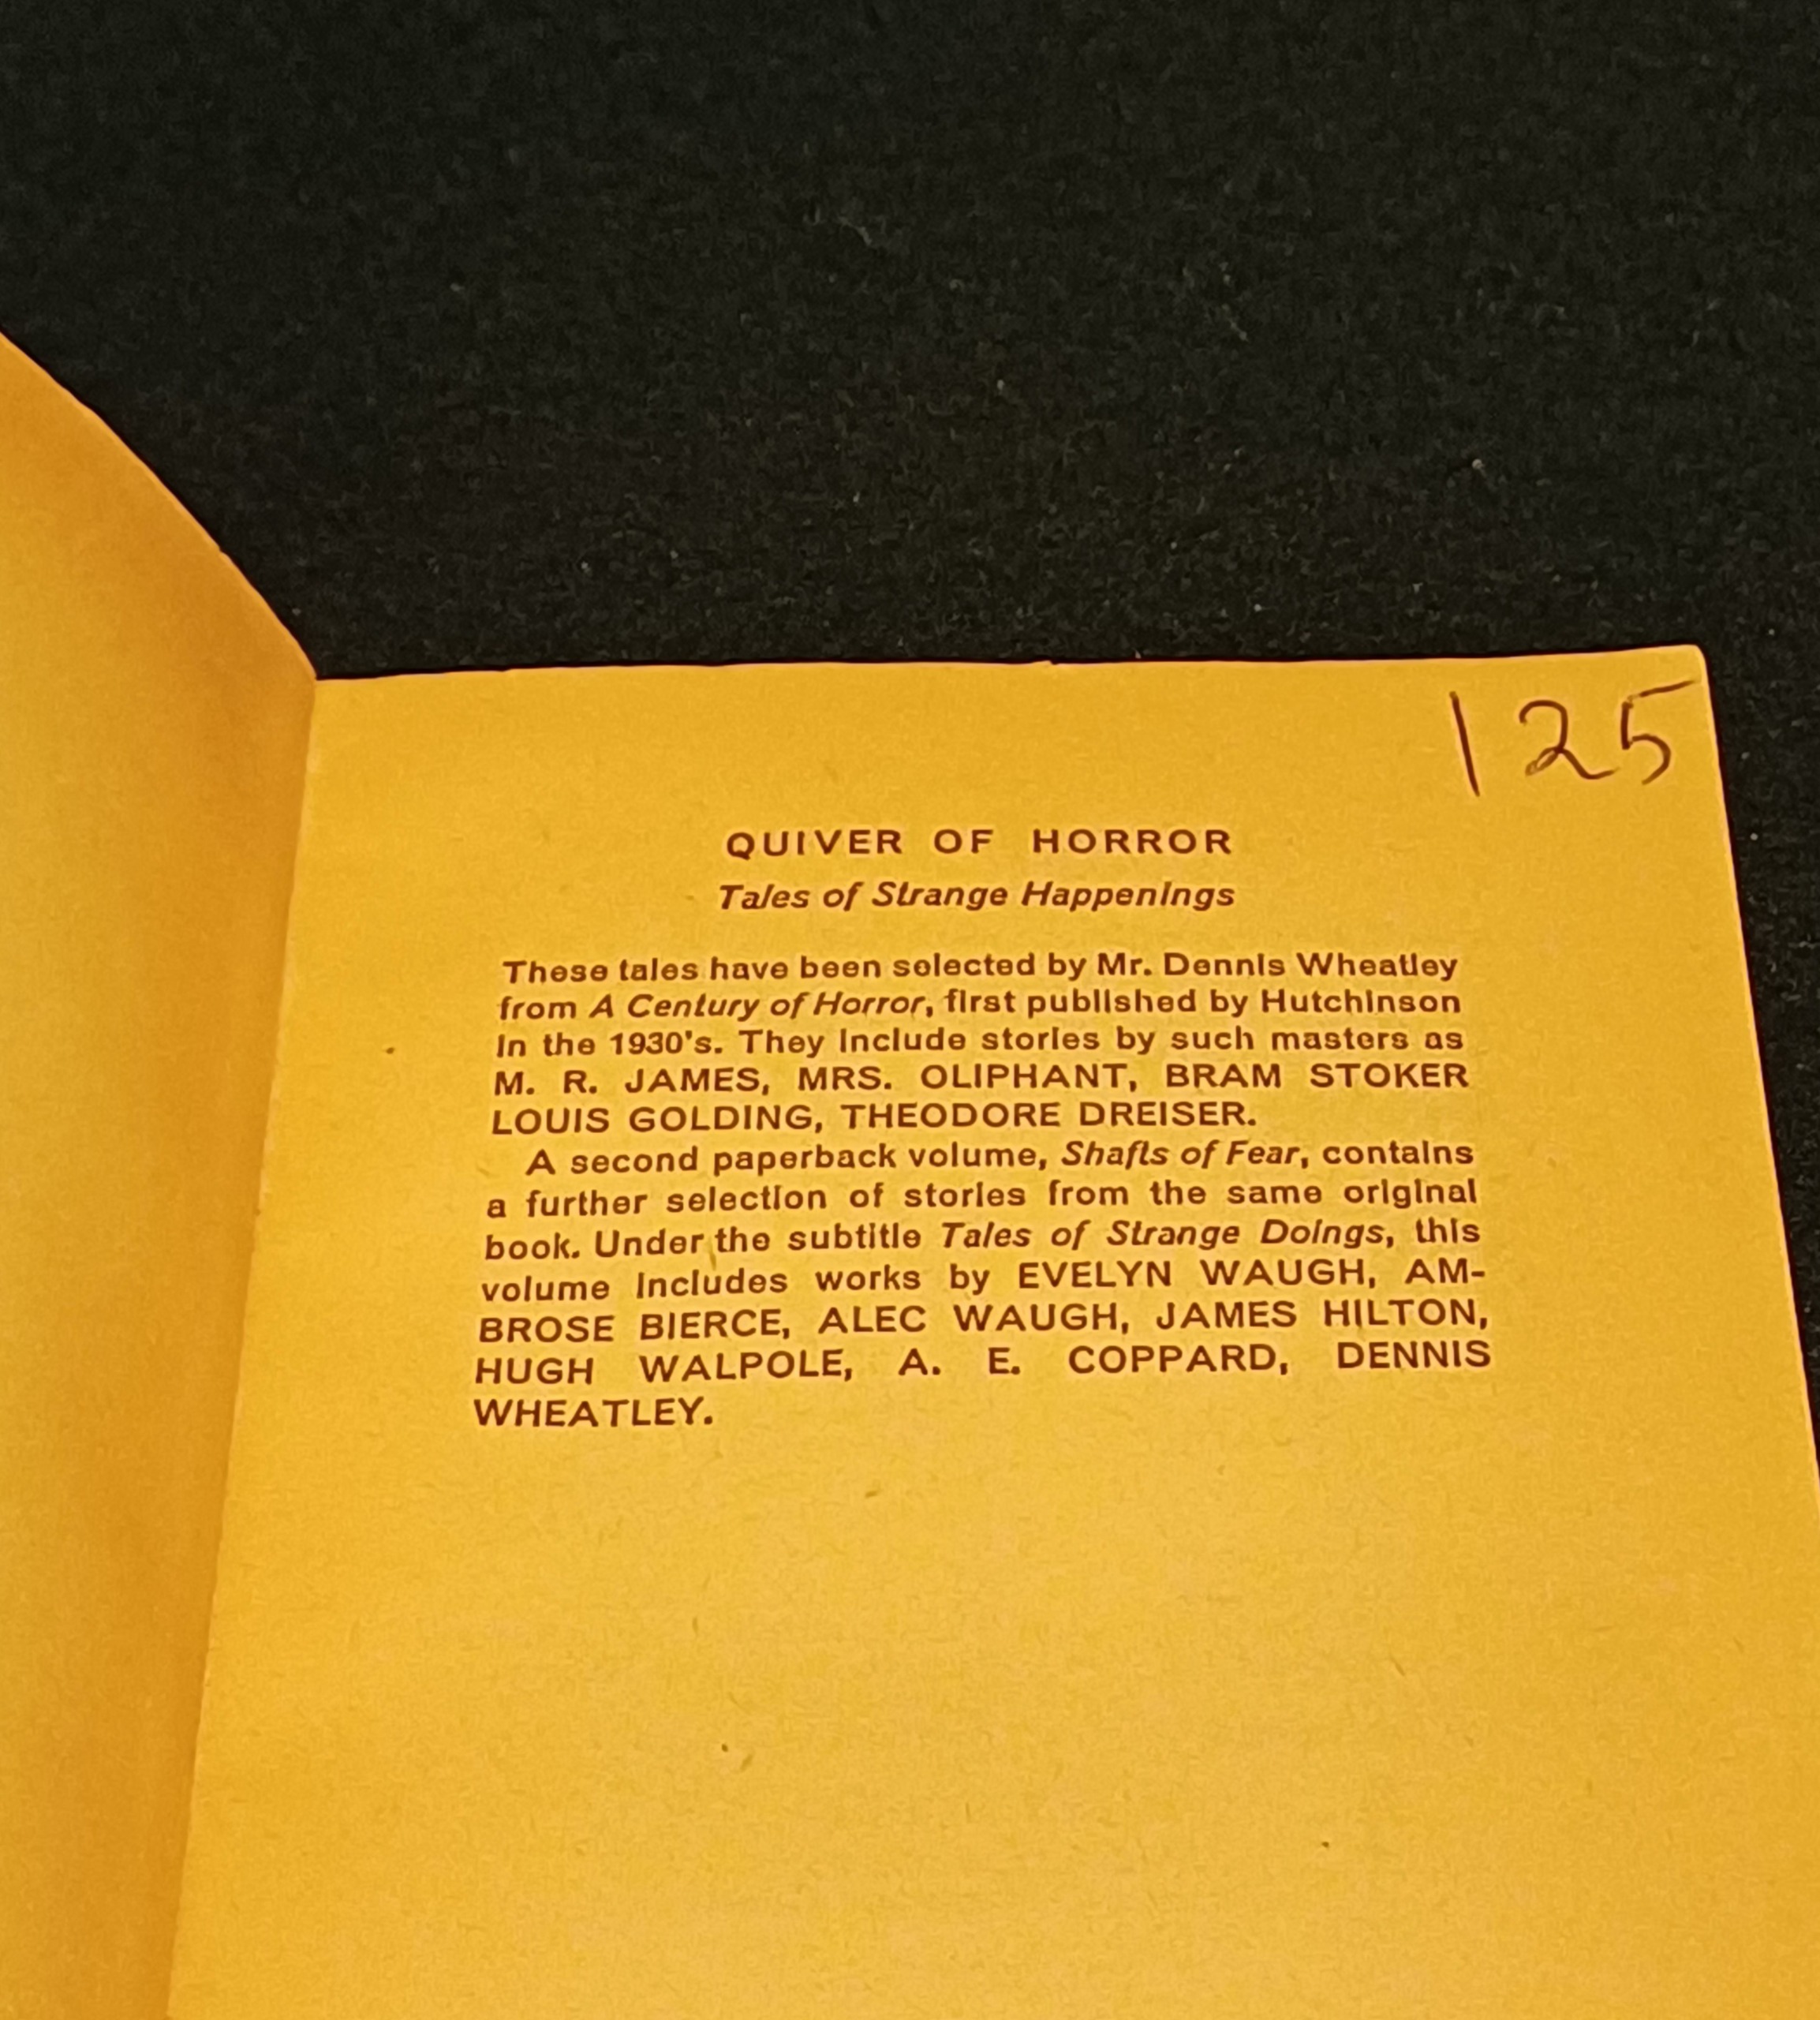 125
QUIVER OF HORROR
Tales of Strange Happenings
These tales have been selected by Mr. Dennis Wheatley
from A Century of Horror, first published by Hutchinson
in the 1930's. They include stories by such masters as
M. R. JAMES, MRS. OLIPHANT, BRAM STOKER
LOUIS GOLDING, THEODORE DREISER.
A second paperback volume, Shafts of Fear, contains
a further selection of stories from the same original
book. Under the subtitle Tales of Strange Doings, this
volume includes works by EVELYN WAUGH, AM-
BROSE BIERCE, ALEC WAUGH, JAMES HILTON,
HUGH WALPOLE, A. E. COPPARD, DENNIS
WHEATLEY.